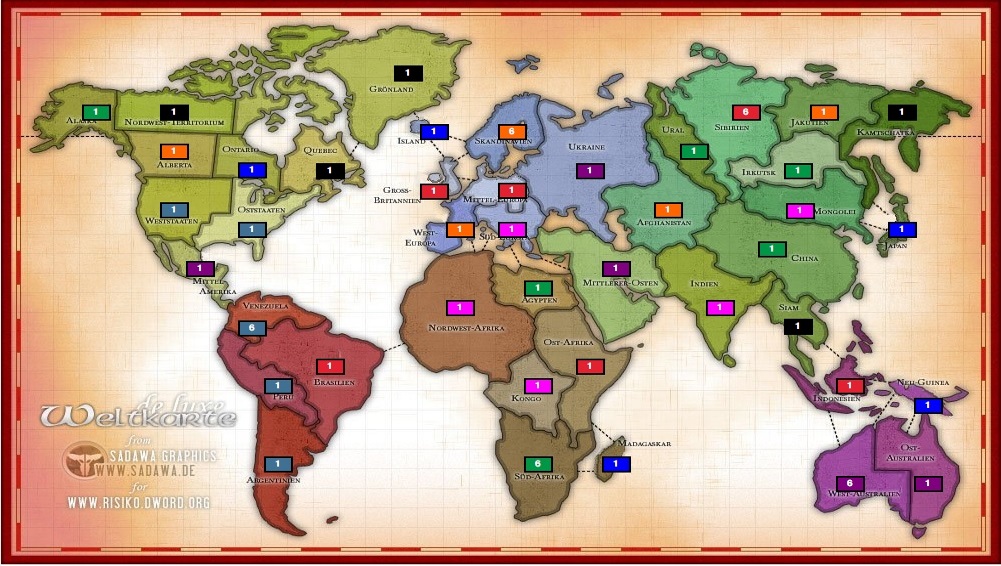 1
Grönland
1
Alaska
1
Nordwest-Territorium
1
Alberta
Ontario
1
Quebec
1
1
Weststaaten
Oststaaten
1
1
Mittel
Amerika
Venezuela
6
1
Brasilien
1
Peru
1
Argentinien
1
Island
6
Skandinavien
Ukraine
1
Gross-
Britannien
1
1
Mittel-Europa
West-
Europa
1
1
Süd-Europa
1
Nordwest-Afrika
1
Ägypten
Ost-Afrika
1
1
Kongo
6
Süd-Afrika
Madagaskar
1
1
Mittlerer-Osten
Ural
1
6
Sibirien
1
Jakutien
1
Kamtschatka
Irkutsk
1
1
Afghanistan
1
Mongolei
1
Japan
1
China
Indien
1
Siam
1
1
Indonesien
Neu-Guinea
1
Ost-
Australien
6
West-Australien
1
de luxe
Weltkarte
from
SADAWA GRAPHICS
WWW.SADAWA.DE
for
WWW.RISIKO.DWORD.ORG